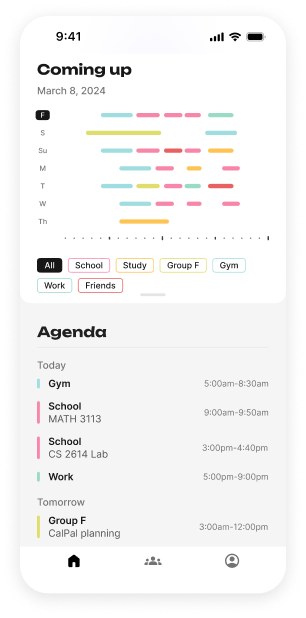 9:41
Coming up
March 8, 2024
F
S
Su
M
T
W
Th
All School Study Group F Gym
Work Friends
Agenda
Today
Gym 5:00am-8:30am
School 9:00am-9:50am
MATH 3113
School 3:00pm-4:40pm
CS 2614 Lab
Work 5:00pm-9:00pm
Tomorrow
Group F 3:00am-12:00pm
CalPal planning